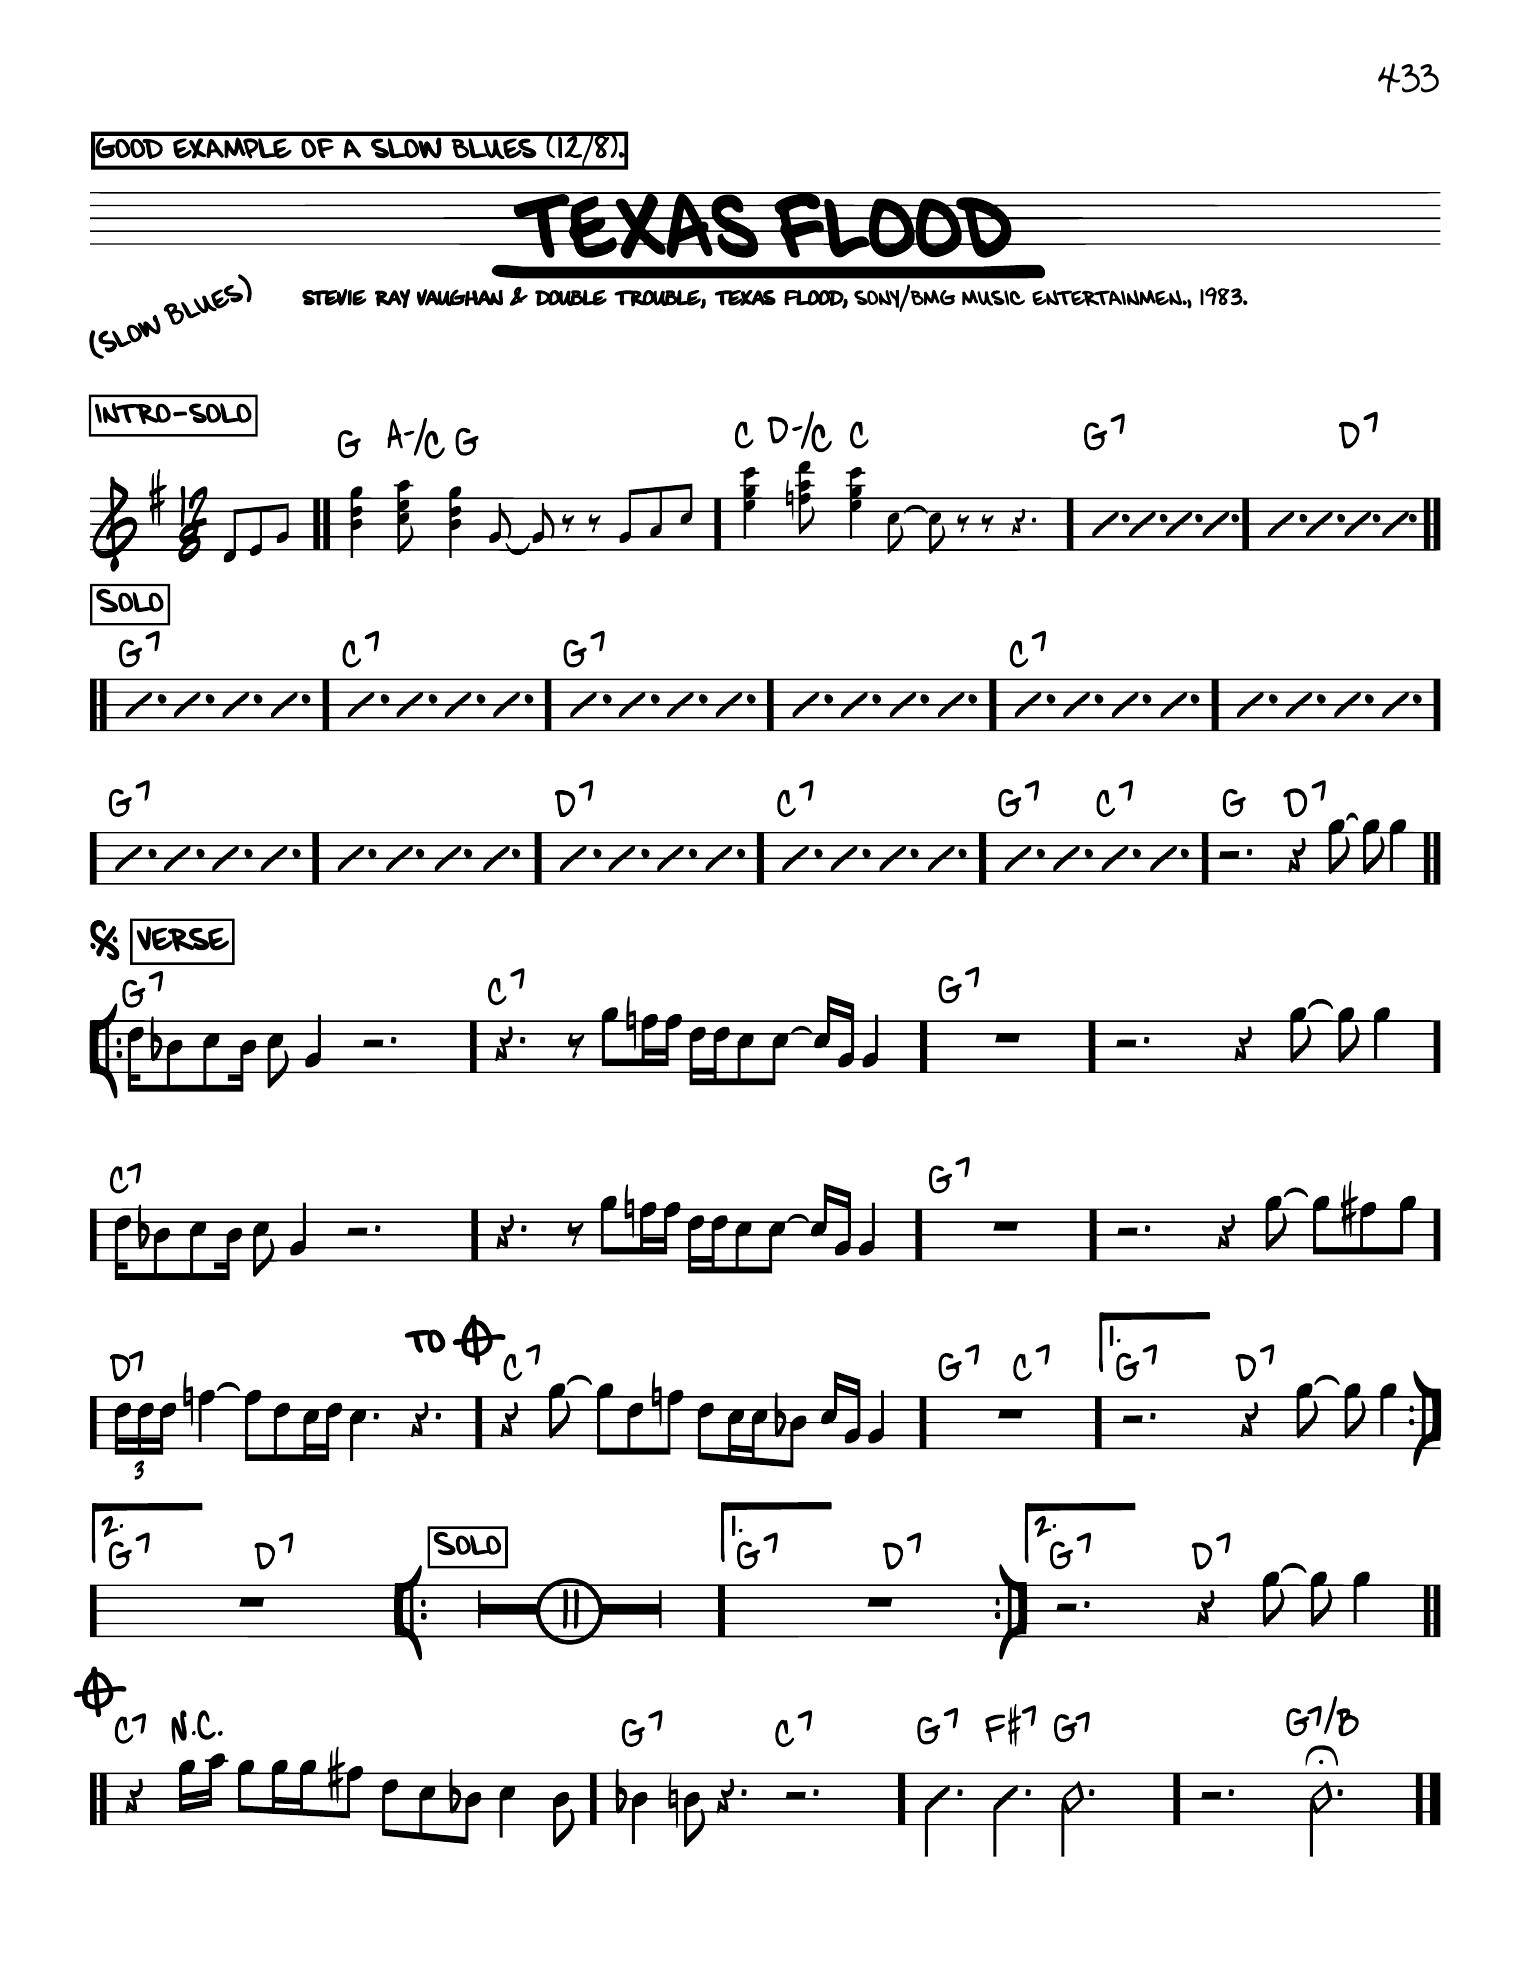 433
GOOD EXAMPLE OF A SLOW BLUES (12/8).
TEXAS FLOOD
(SLOW BLUES)
STEVIE RAY VAUGHAN & DOUBLE TROUBLE, TEXAS FLOOD, SONY/BMG MUSIC ENTERTAINMEN., 1983.
INTRO-SOLO
G A-/C G C D-/C C G7 D7
12
8
SOLO
G7 C7 G7 C7
G7 D7 C7 G7 C7 G D7
VERSE
G7 C7 G7
C7 G7
TO
1.
D7 C7 G7 C7 G7 D7
3
2. SOLO 1. 2.
G7 D7 G7 D7 G7 D7
11
C7 N.C. G7 C7 G7 F#7 G7 G7/B